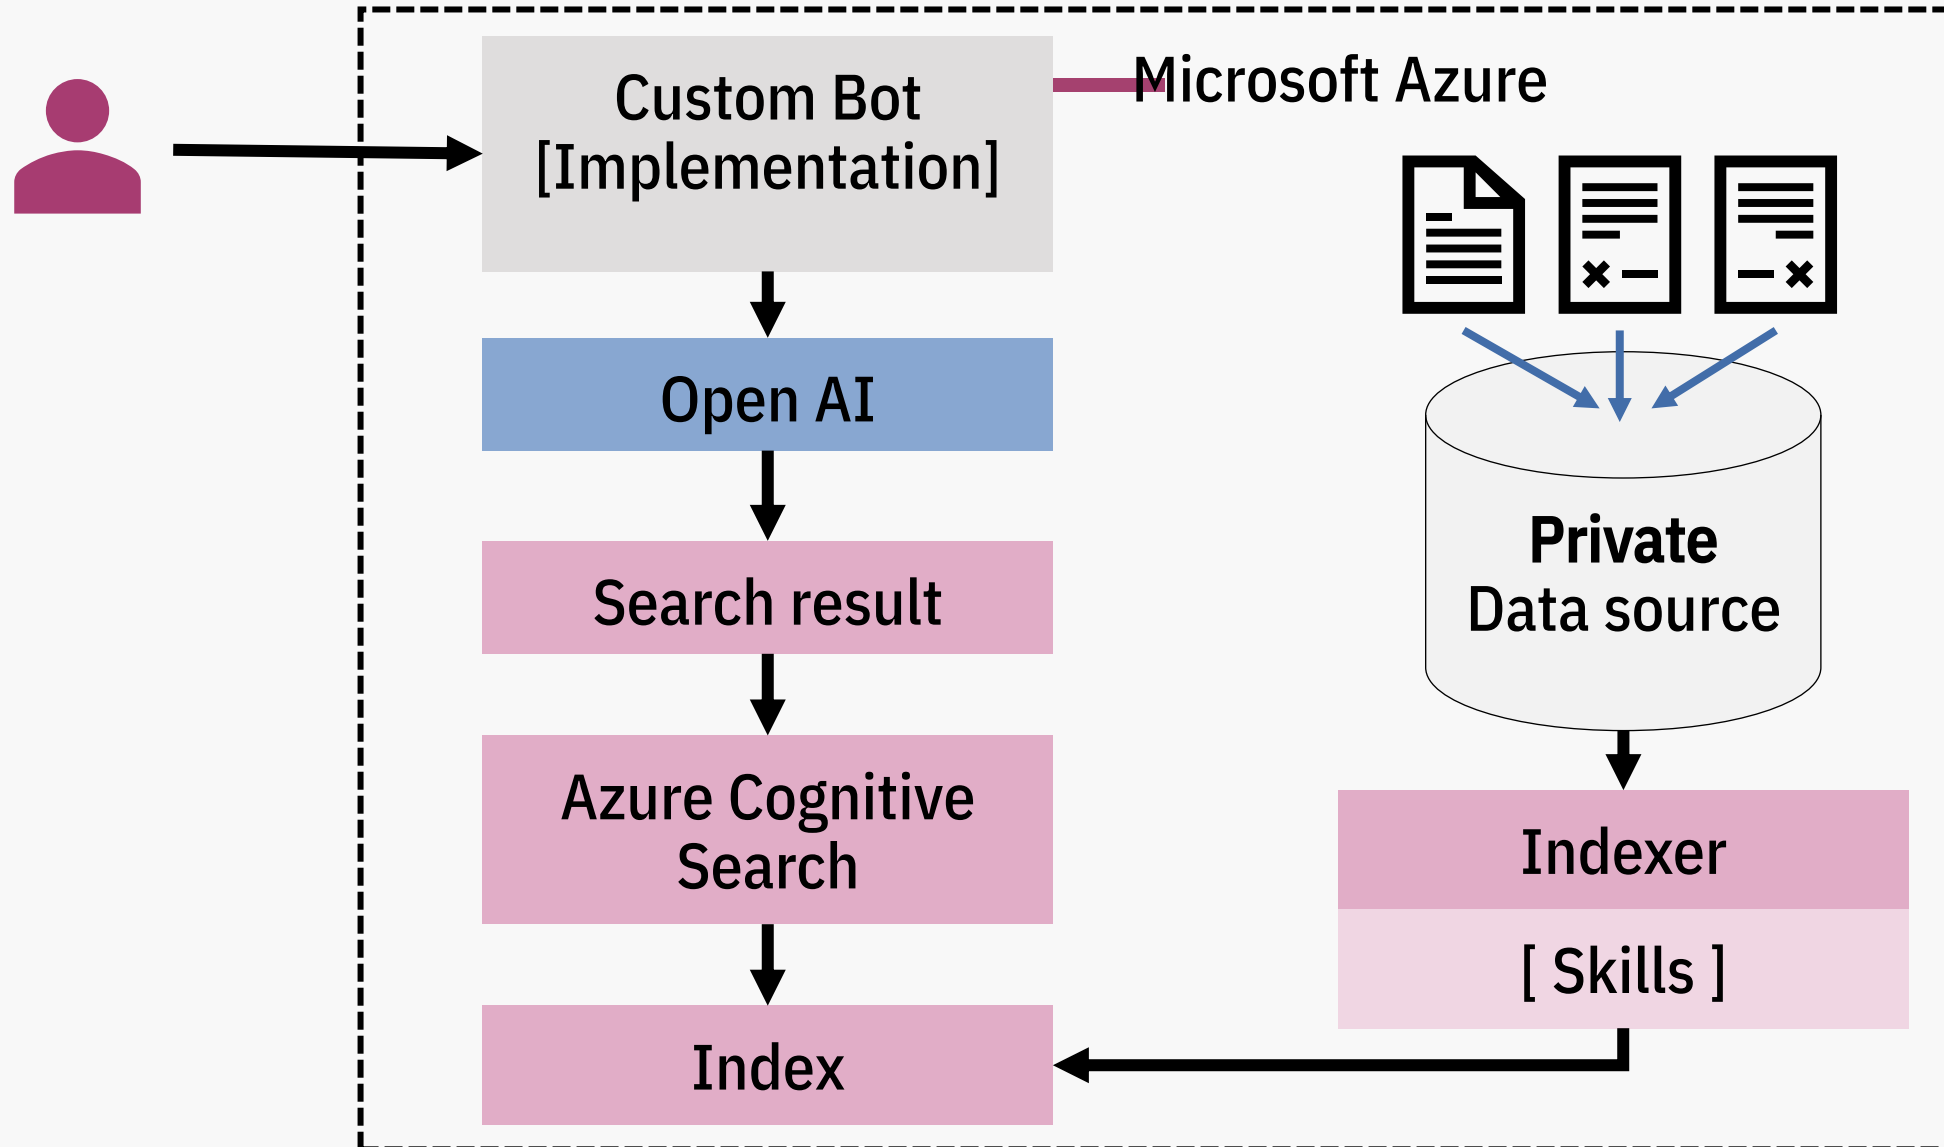 Custom Bot
[Implementation]
Microsoft Azure
Open AI
Search result
Azure Cognitive
Search
Index
Private
Data source
Indexer
[ Skills ]